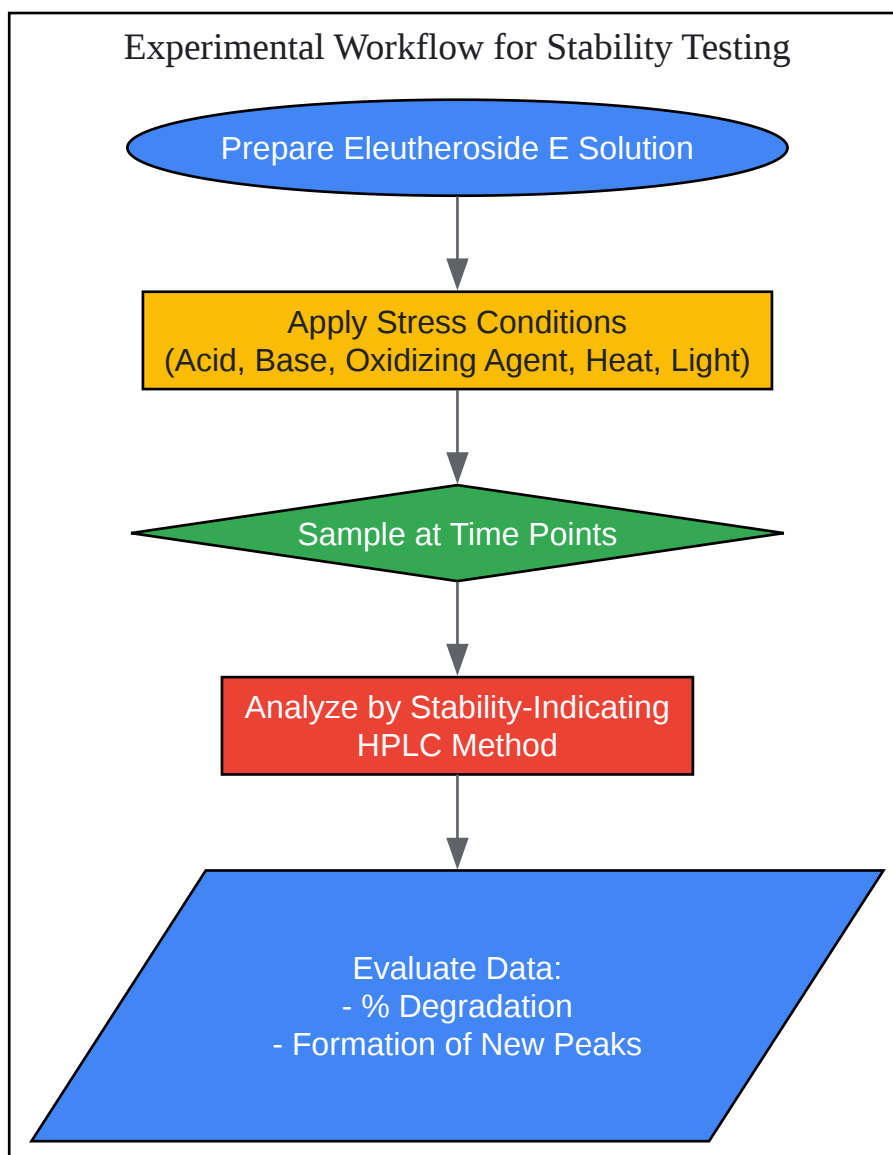 Experimental Workflow for Stability Testing
Prepare Eleutheroside E Solution
Apply Stress Conditions
(Acid, Base, Oxidizing Agent, Heat, Light)
Sample at Time Points
Analyze by Stability-Indicating
HPLC Method
Evaluate Data:
- % Degradation
- Formation of New Peaks